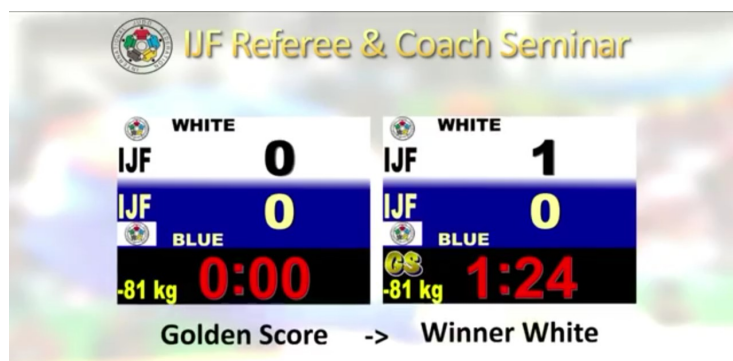 IJF Referee & Coach Seminar
WHITE
IJF 0
IJF 0
BLUE
-81 kg 0:00
WHITE
IJF 1
IJF 0
BLUE
GS
-81 kg 1:24
Golden Score -> Winner White